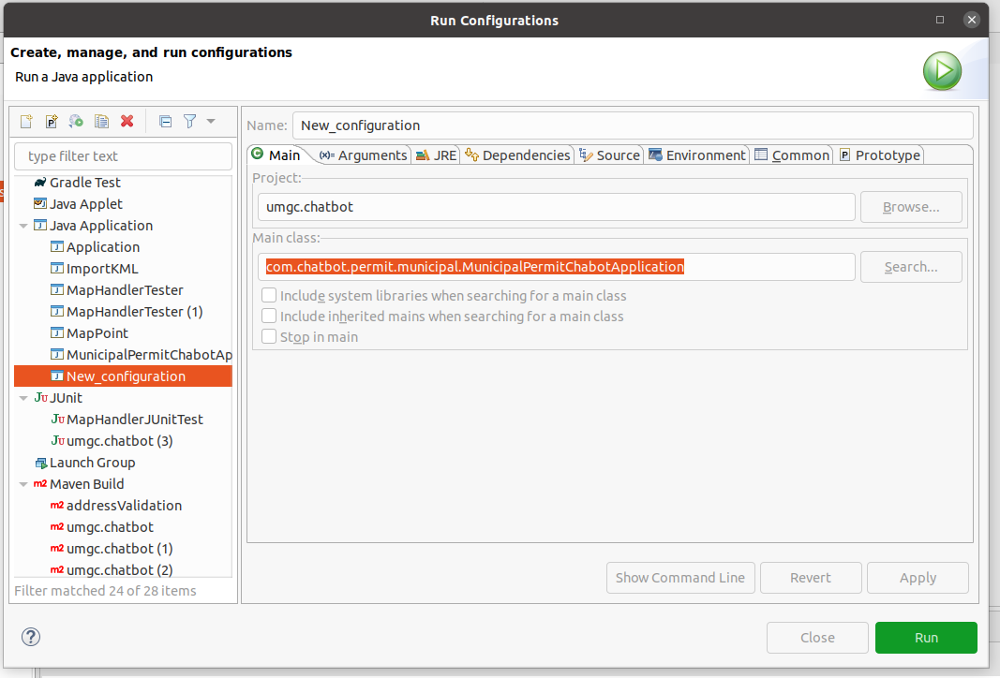 Run Configurations
Create, manage, and run configurations
Run a Java application
type filter text
Gradle Test
Java Applet
Java Application
Application
ImportKML
MapHandlerTester
MapHandlerTester (1)
MapPoint
MunicipalPermitChabotAp
New_configuration
JUnit
MapHandlerJUnitTest
umgc.chatbot (3)
Launch Group
Maven Build
addressValidation
umgc.chatbot
umgc.chatbot (1)
umgc.chatbot (2)
Filter matched 24 of 28 items
Name: New_configuration
Main (x)= Arguments JRE Dependencies Source Environment Common Prototype
Project:
umgc.chatbot Browse...
Main class:
com.chatbot.permit.municipal.MunicipalPermitChabotApplication Search...
Include system libraries when searching for a main class
Include inherited mains when searching for a main class
Stop in main
Show Command Line Revert Apply
Close Run